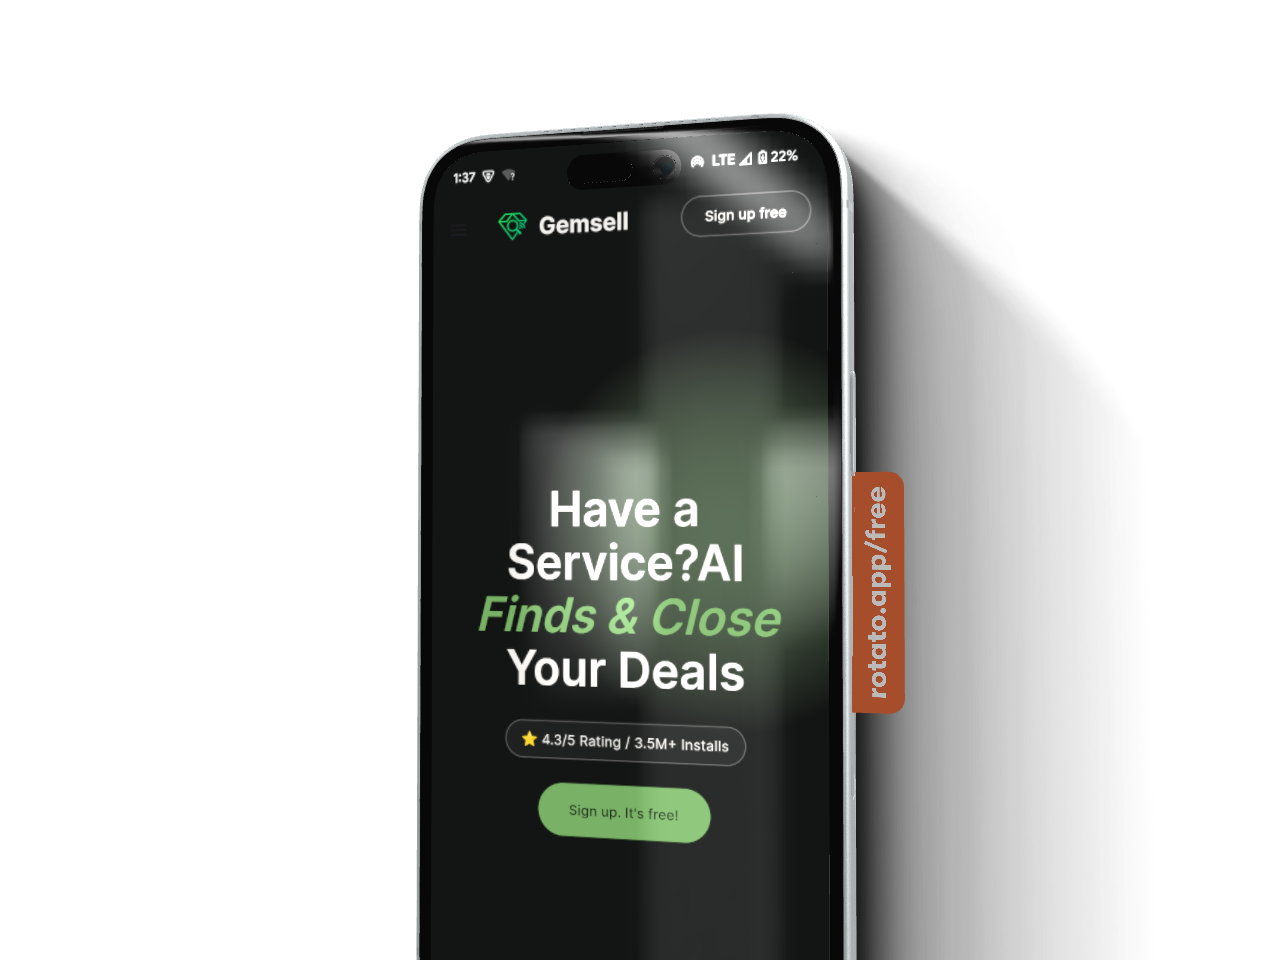 1:37 LTE 22%
Gemsell
Sign up free
Have a
Service?AI
Finds & Close
Your Deals
⭐ 4.3/5 Rating / 3.5M+ Installs
Sign up. It's free!
rotato.app/free